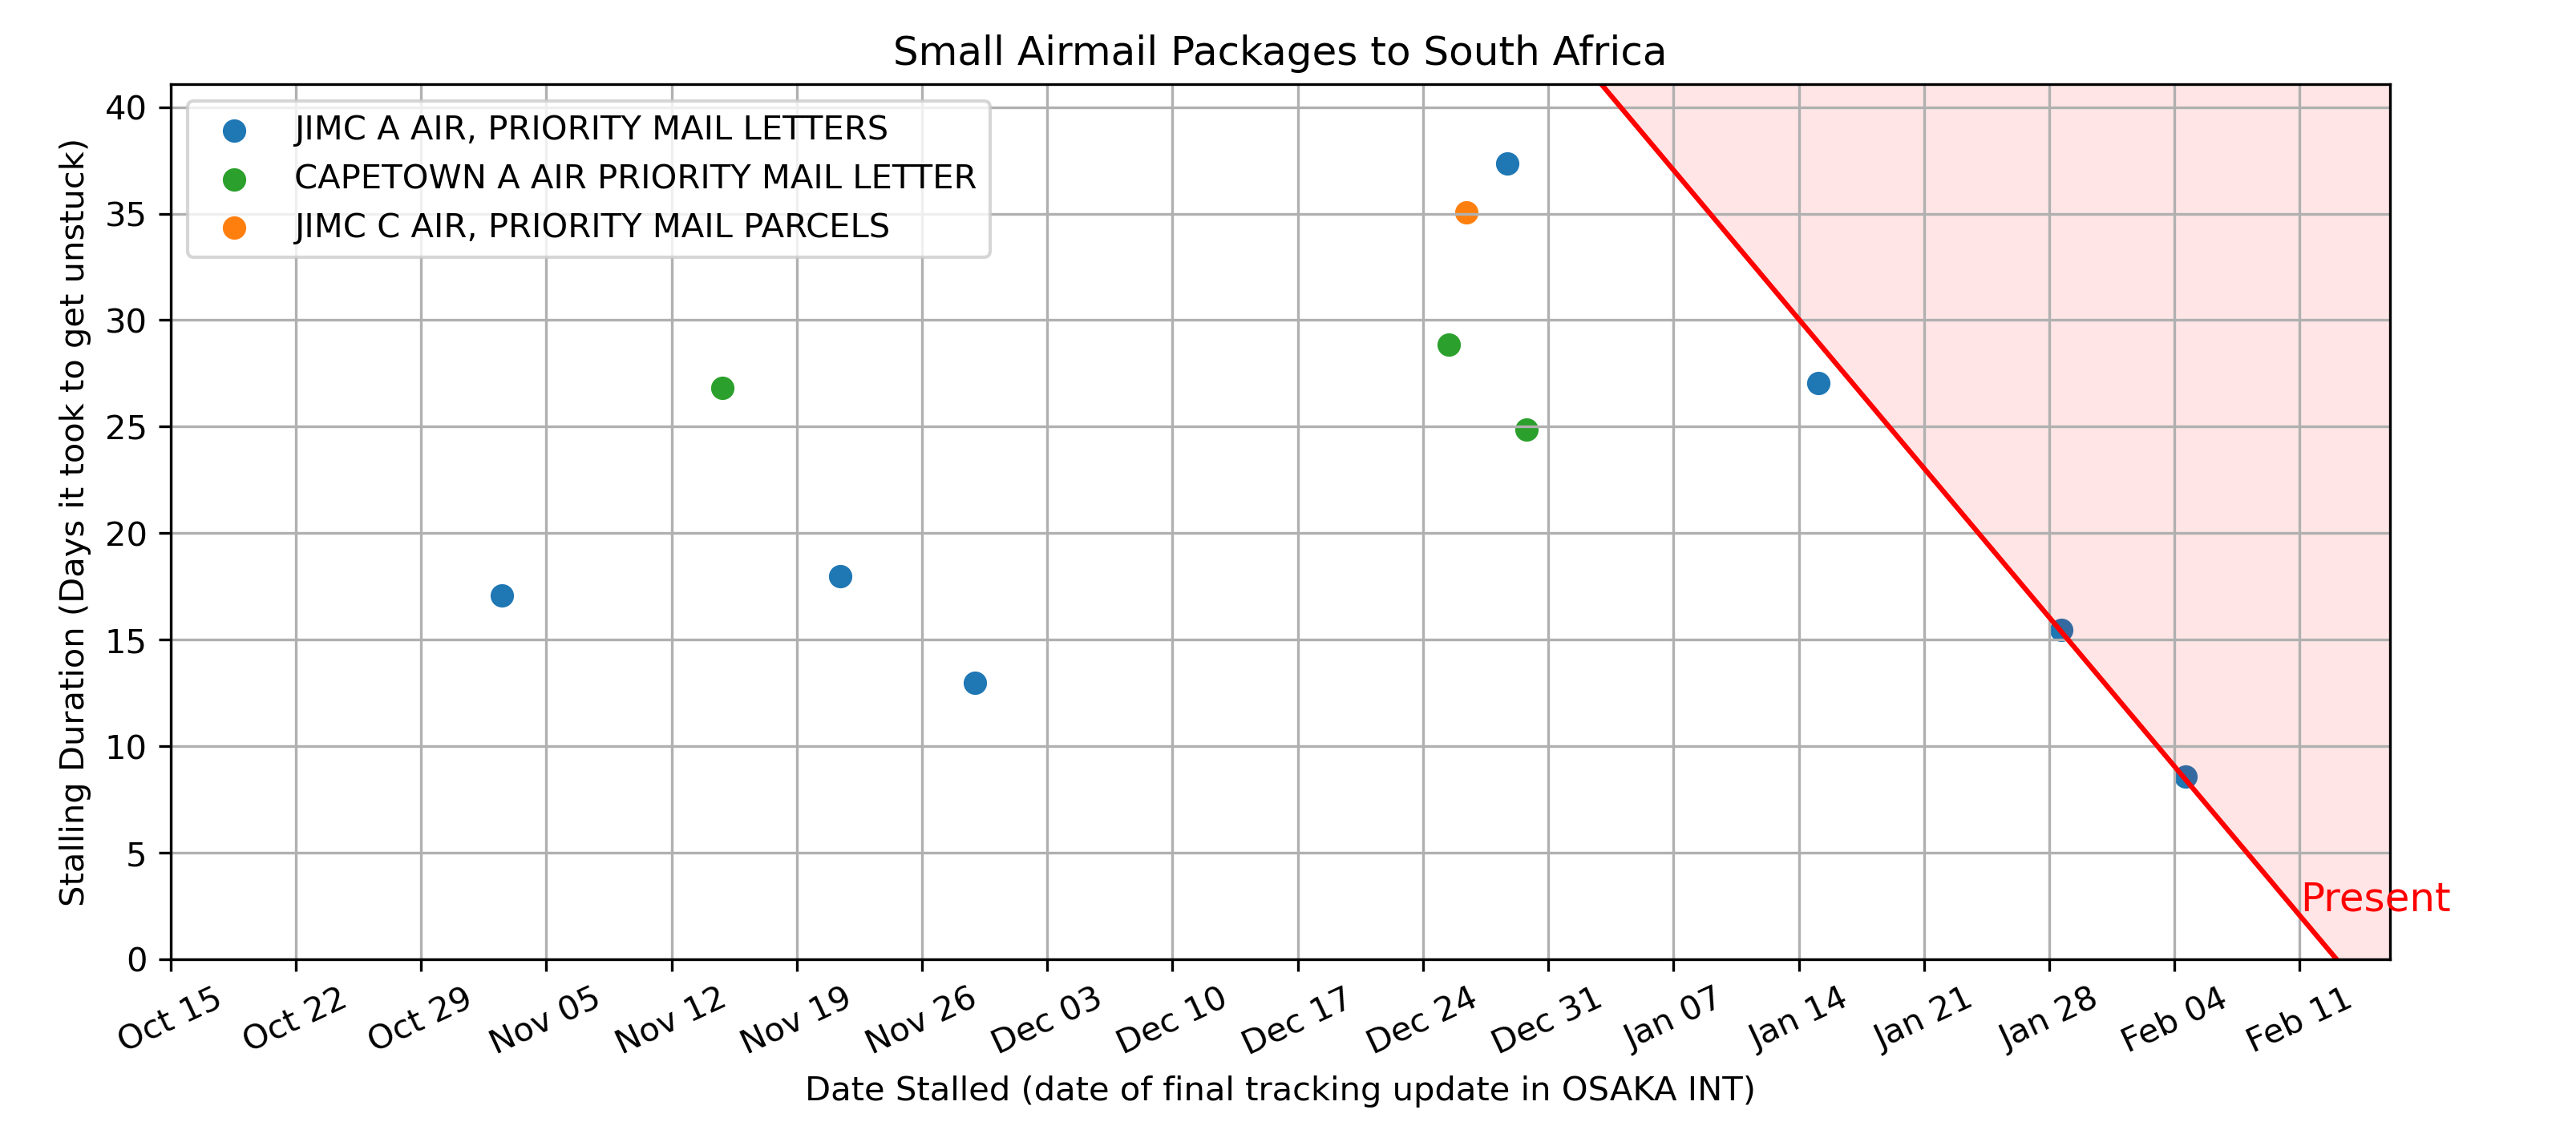 Small Airmail Packages to South Africa
JIMC A AIR, PRIORITY MAIL LETTERS
CAPETOWN A AIR PRIORITY MAIL LETTER
JIMC C AIR, PRIORITY MAIL PARCELS
Stalling Duration (Days it took to get unstuck)
40
35
30
25
20
15
10
5
0
Present
Oct 15
Oct 22
Oct 29
Nov 05
Nov 12
Nov 19
Nov 26
Dec 03
Dec 10
Dec 17
Dec 24
Dec 31
Jan 07
Jan 14
Jan 21
Jan 28
Feb 04
Feb 11
Date Stalled (date of final tracking update in OSAKA INT)